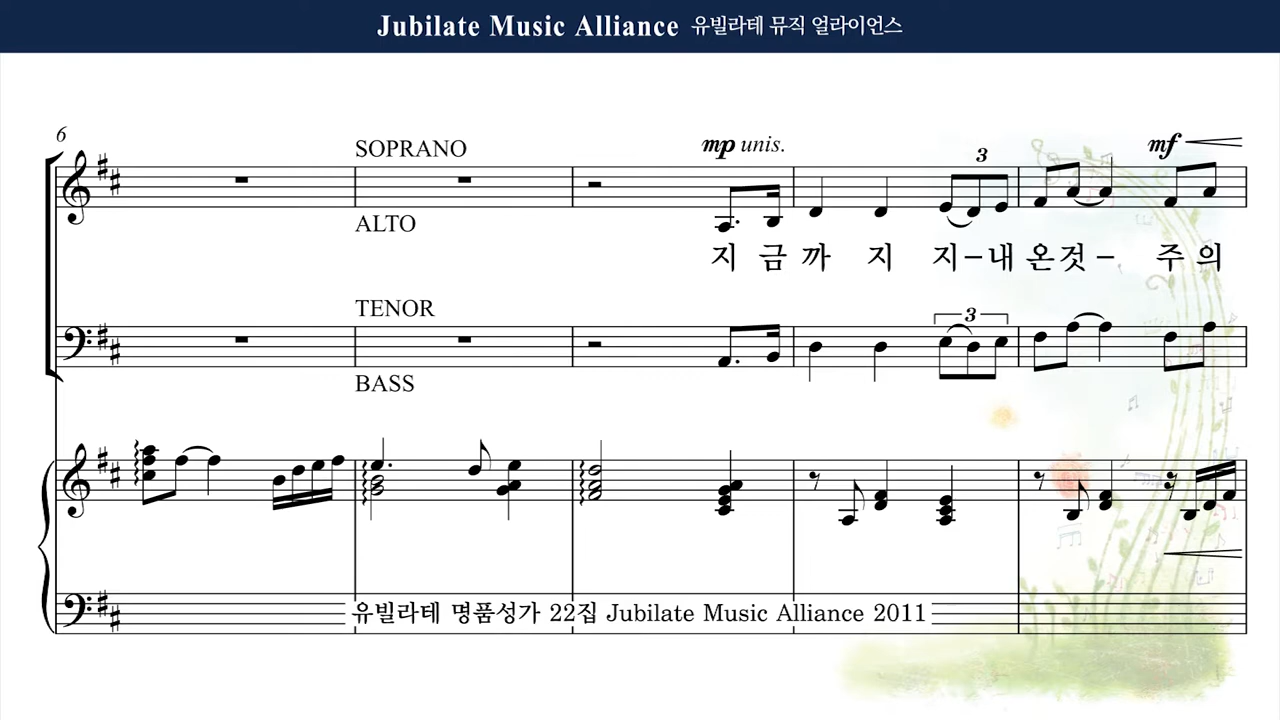 Jubilate Music Alliance 유빌라테 뮤직 얼라이언스
6
SOPRANO
mp unis.
3
mf
ALTO
지 금 까 지 지-내 온것- 주의
TENOR
3
BASS
유빌라테 명품성가 22집 Jubilate Music Alliance 2011